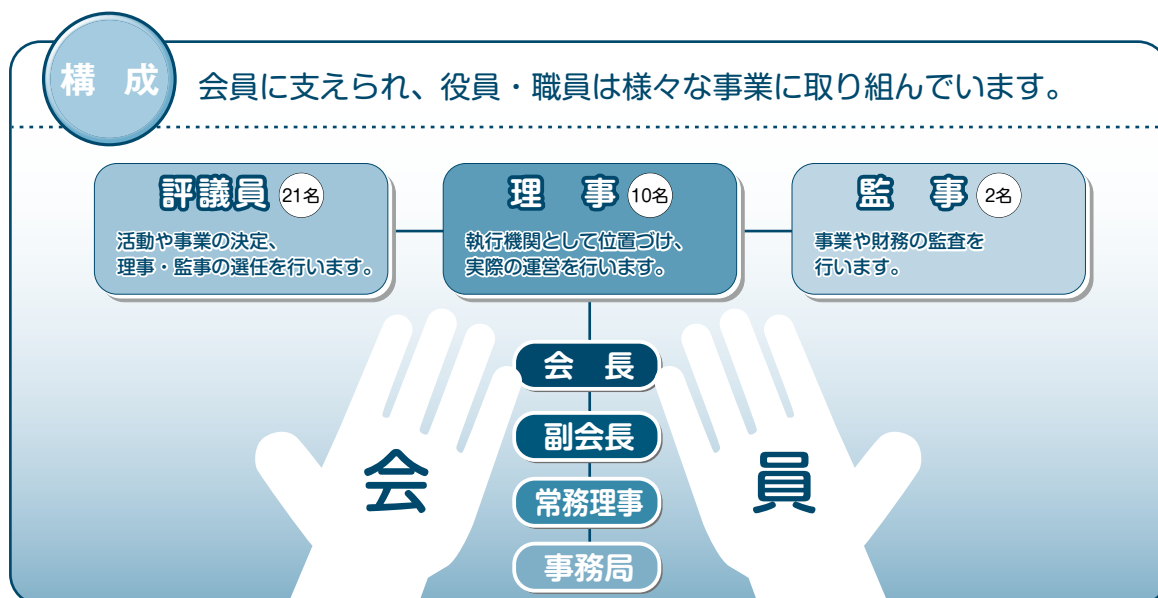 構 成
会員に支えられ、役員・職員は様々な事業に取り組んでいます。
評議員 21名
活動や事業の決定、
理事・監事の選任を行います。
理 事 10名
執行機関として位置づけ、
実際の運営を行います。
監 事 2名
事業や財務の監査を
行います。
会 長
副会長
常務理事
事務局
会 員